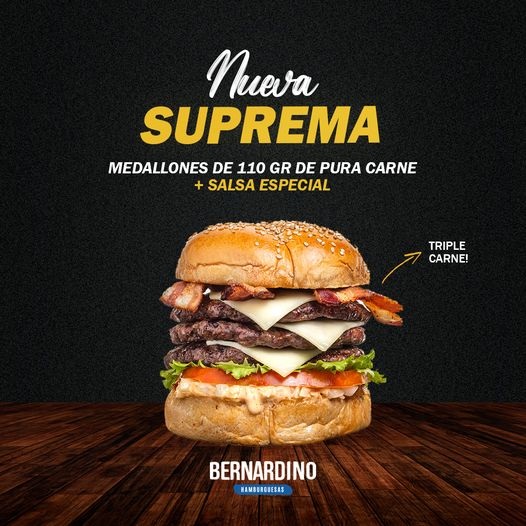 Nueva
SUPREMA
MEDALLONES DE 110 GR DE PURA CARNE
+ SALSA ESPECIAL
TRIPLE
CARNE!
BERNARDINO
HAMBURGUESAS